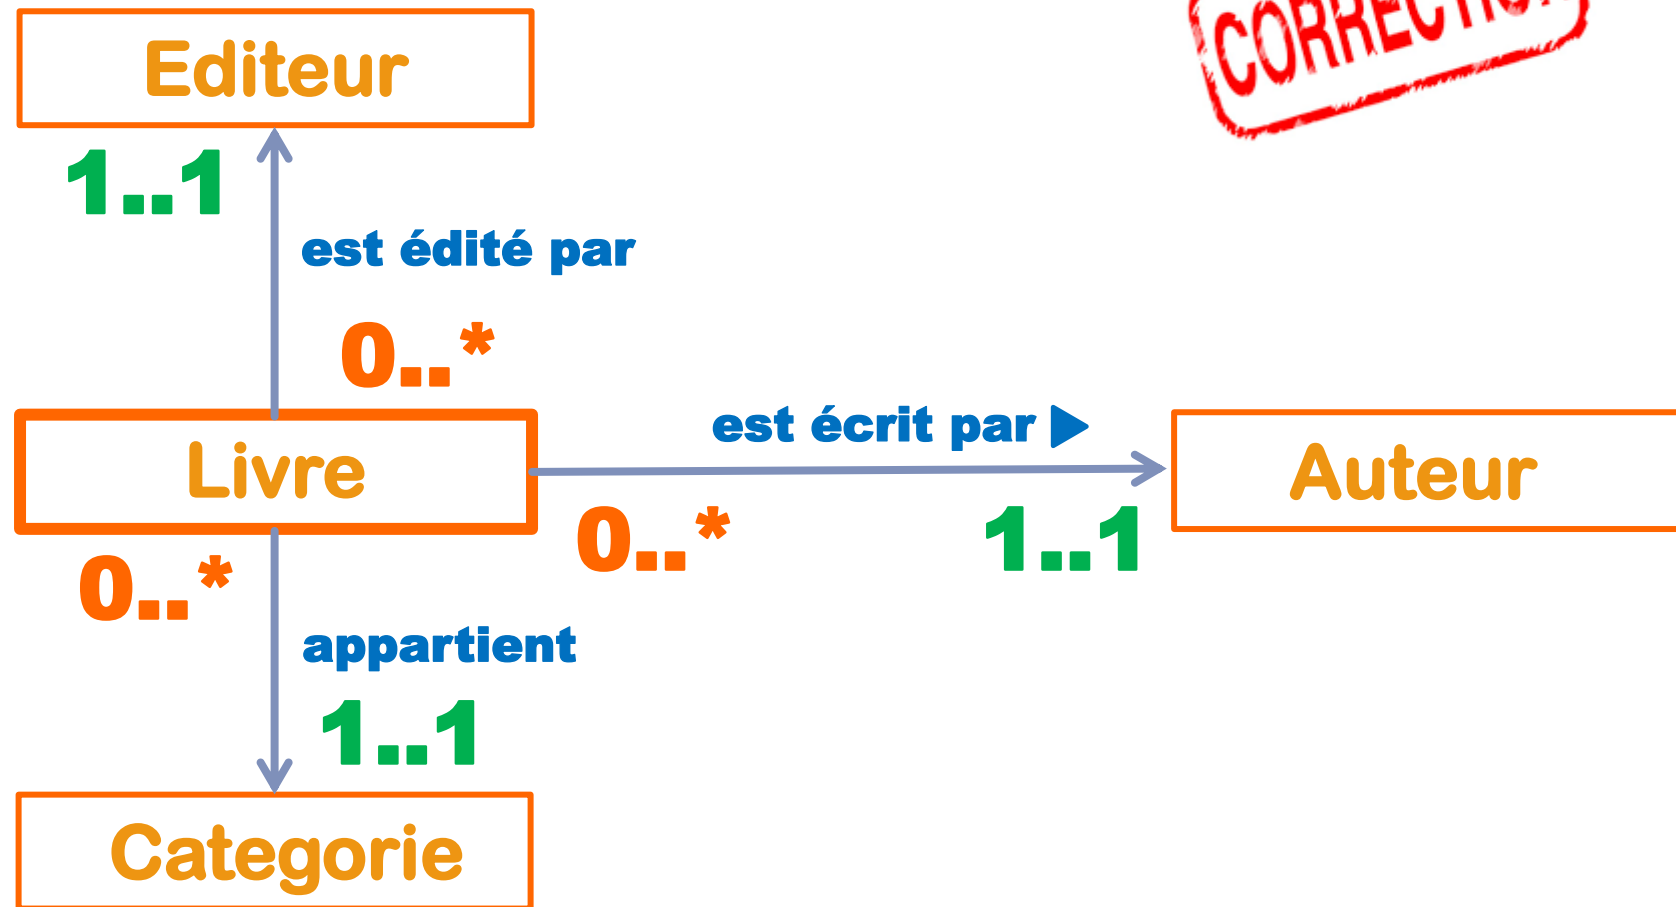 CORRECTION
Editeur
1..1
est édité par
0..*
Livre
est écrit par
Auteur
0..*
0..*
1..1
appartient
1..1
Categorie